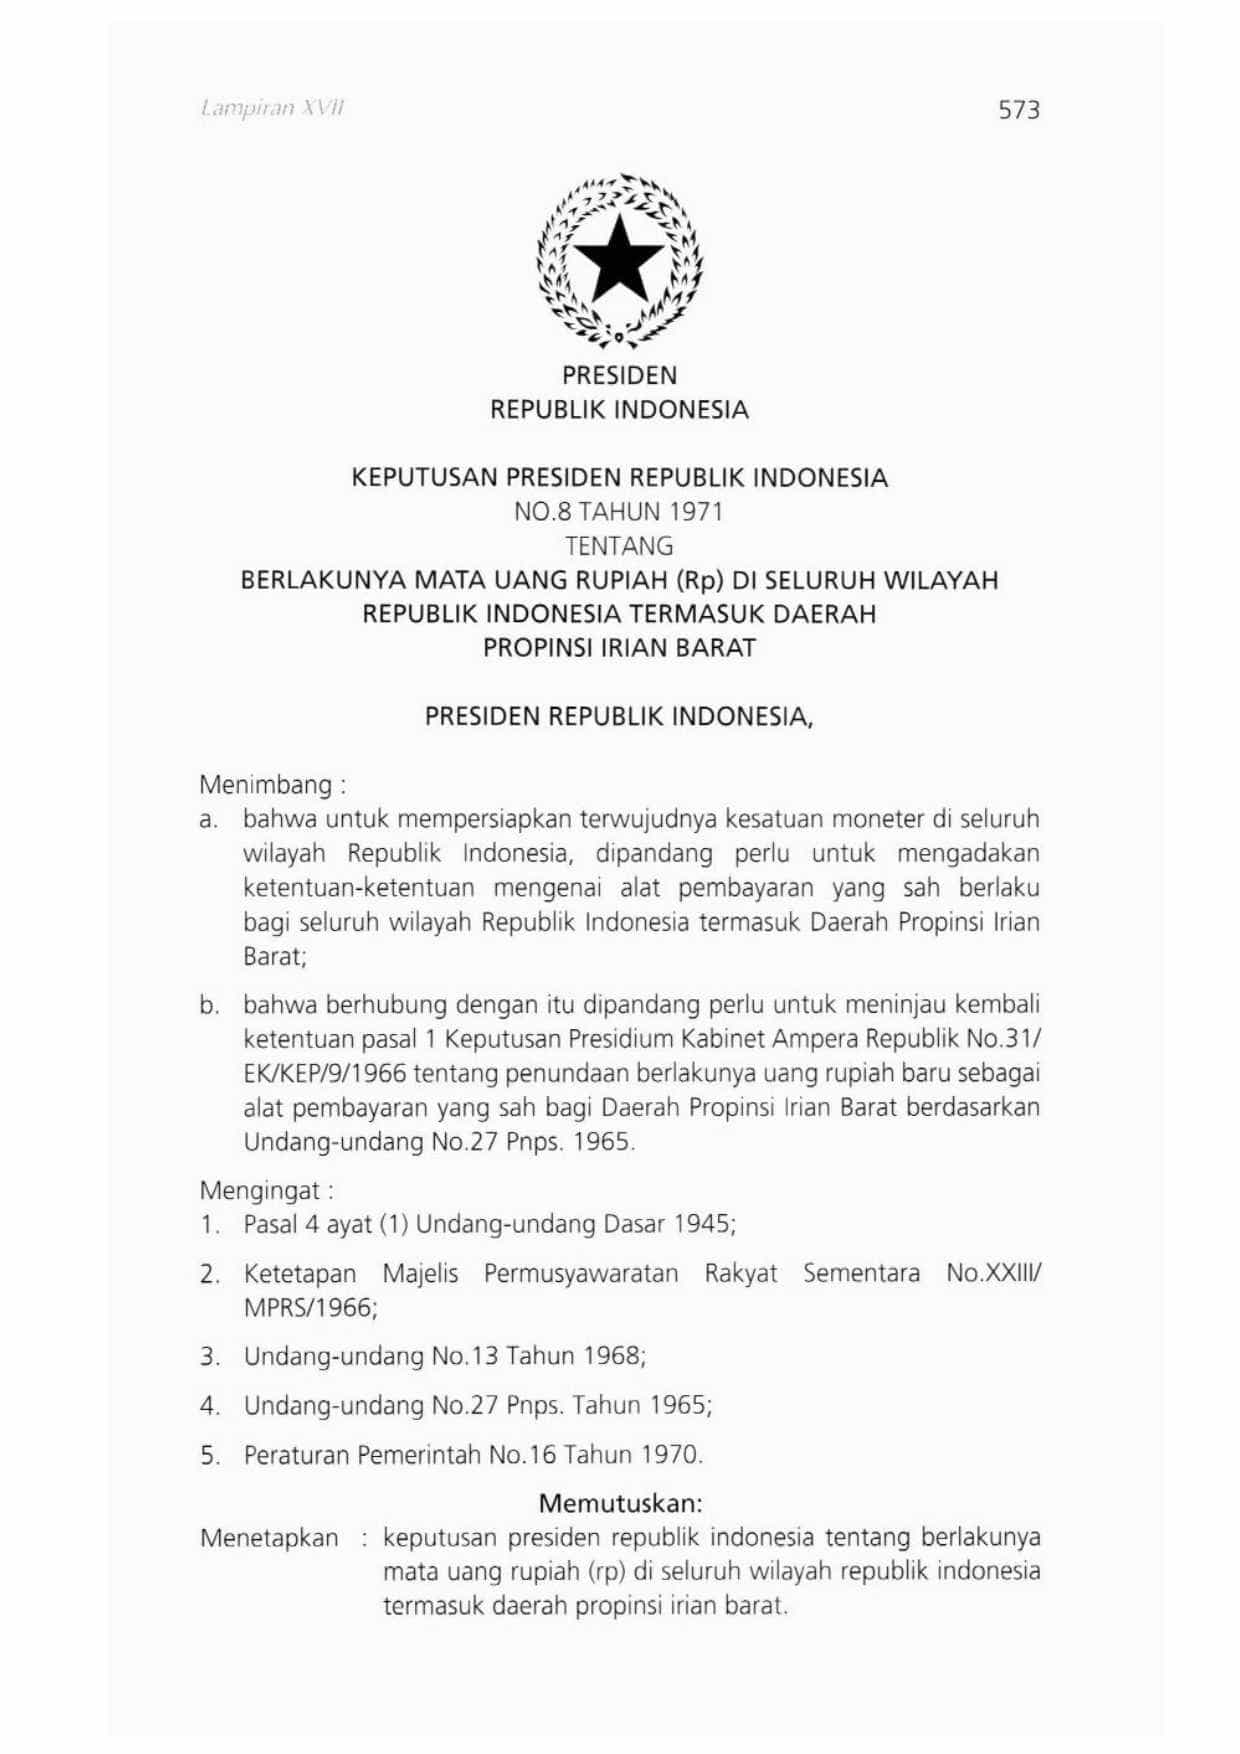 Lampiran XVII
573
PRESIDEN
REPUBLIK INDONESIA
KEPUTUSAN PRESIDEN REPUBLIK INDONESIA
NO.8 TAHUN 1971
TENTANG
BERLAKUNYA MATA UANG RUPIAH (Rp) DI SELURUH WILAYAH
REPUBLIK INDONESIA TERMASUK DAERAH
PROPINSI IRIAN BARAT
PRESIDEN REPUBLIK INDONESIA,
Menimbang :
a. bahwa untuk mempersiapkan terwujudnya kesatuan moneter di seluruh
wilayah Republik Indonesia, dipandang perlu untuk mengadakan
ketentuan-ketentuan mengenai alat pembayaran yang sah berlaku
bagi seluruh wilayah Republik Indonesia termasuk Daerah Propinsi Irian
Barat;
b. bahwa berhubung dengan itu dipandang perlu untuk meninjau kembali
ketentuan pasal 1 Keputusan Presidium Kabinet Ampera Republik No.31/
EK/KEP/9/1966 tentang penundaan berlakunya uang rupiah baru sebagai
alat pembayaran yang sah bagi Daerah Propinsi Irian Barat berdasarkan
Undang-undang No.27 Pnps. 1965.
Mengingat :
1. Pasal 4 ayat (1) Undang-undang Dasar 1945;
2. Ketetapan Majelis Permusyawaratan Rakyat Sementara No.XXIII/
MPRS/1966;
3. Undang-undang No.13 Tahun 1968;
4. Undang-undang No.27 Pnps. Tahun 1965;
5. Peraturan Pemerintah No.16 Tahun 1970.
Memutuskan:
Menetapkan : keputusan presiden republik indonesia tentang berlakunya
mata uang rupiah (rp) di seluruh wilayah republik indonesia
termasuk daerah propinsi irian barat.